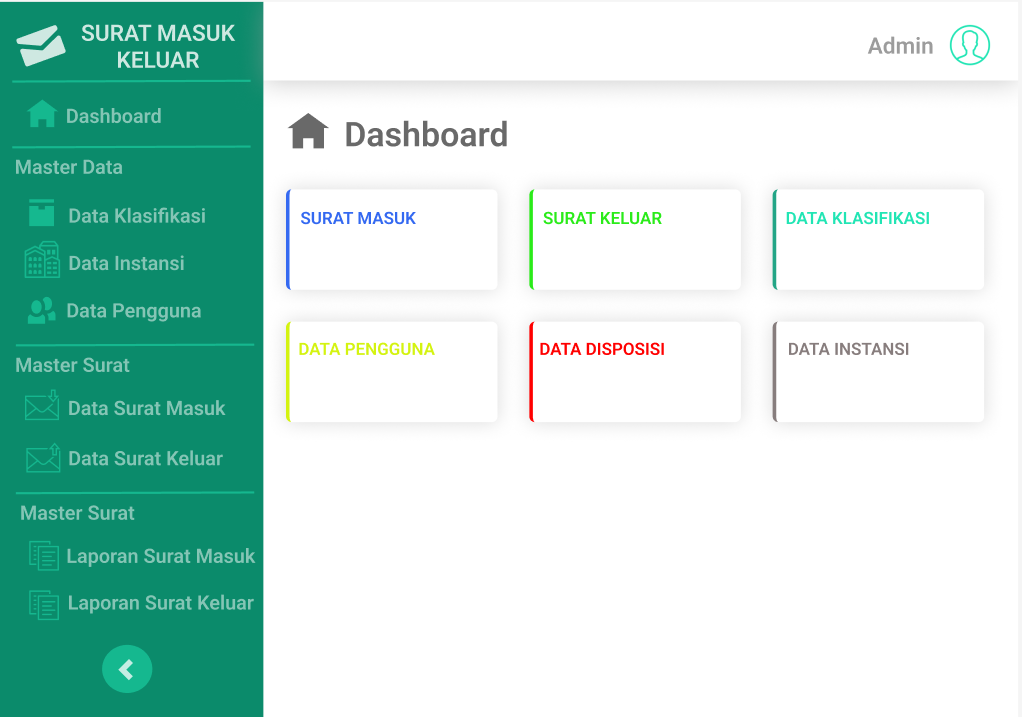 SURAT MASUK
KELUAR
Dashboard
Master Data
Data Klasifikasi
Data Instansi
Data Pengguna
Master Surat
Data Surat Masuk
Data Surat Keluar
Master Surat
Laporan Surat Masuk
Laporan Surat Keluar
Admin
Dashboard
SURAT MASUK
SURAT KELUAR
DATA KLASIFIKASI
DATA PENGGUNA
DATA DISPOSISI
DATA INSTANSI